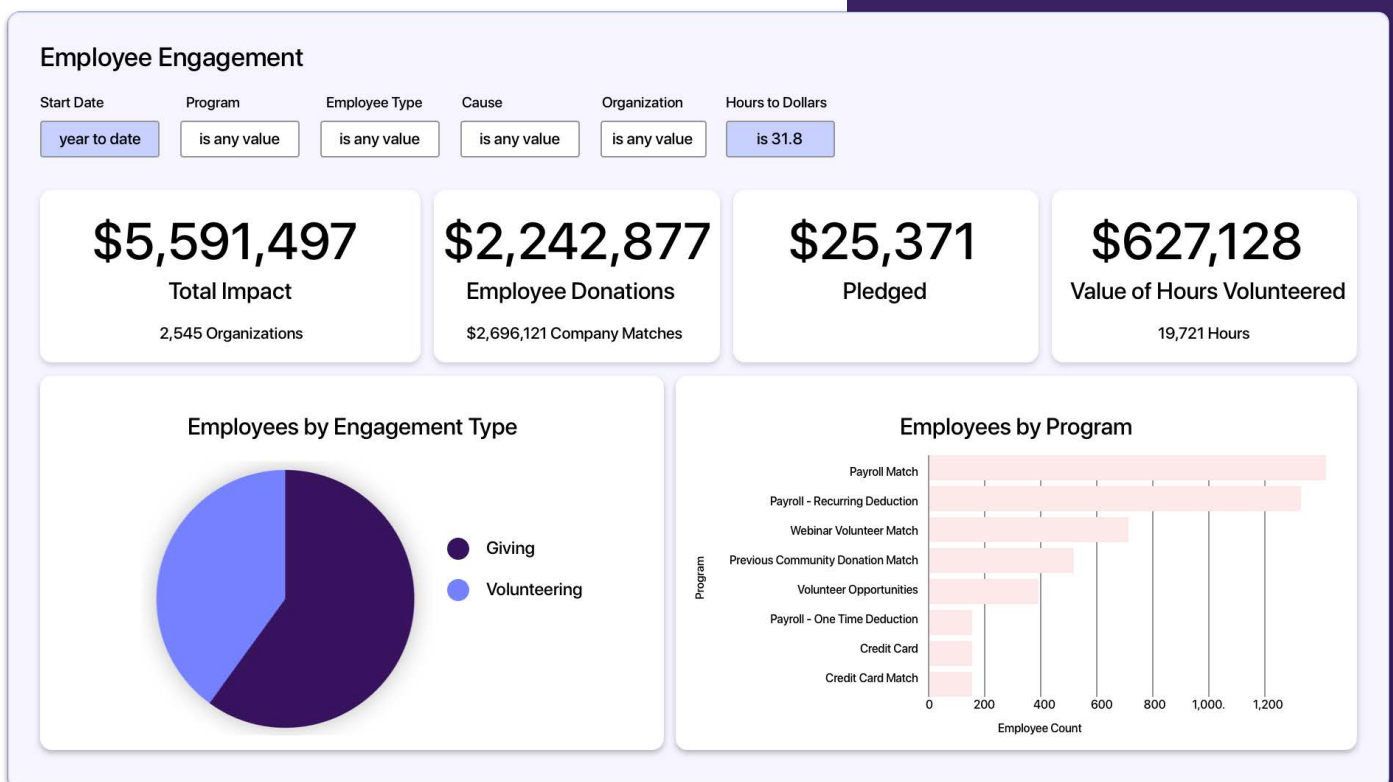 Employee Engagement
Start Date Program Employee Type Cause Organization Hours to Dollars
year to date is any value is any value is any value is any value is 31.8
$5,591,497
Total Impact
2,545 Organizations
$2,242,877
Employee Donations
$2,696,121 Company Matches
$25,371
Pledged
$627,128
Value of Hours Volunteered
19,721 Hours
Employees by Engagement Type
Giving
Volunteering
Employees by Program
Program
Payroll Match
Payroll - Recurring Deduction
Webinar Volunteer Match
Previous Community Donation Match
Volunteer Opportunities
Payroll - One Time Deduction
Credit Card
Credit Card Match
0 200 400 600 800 1,000. 1,200
Employee Count